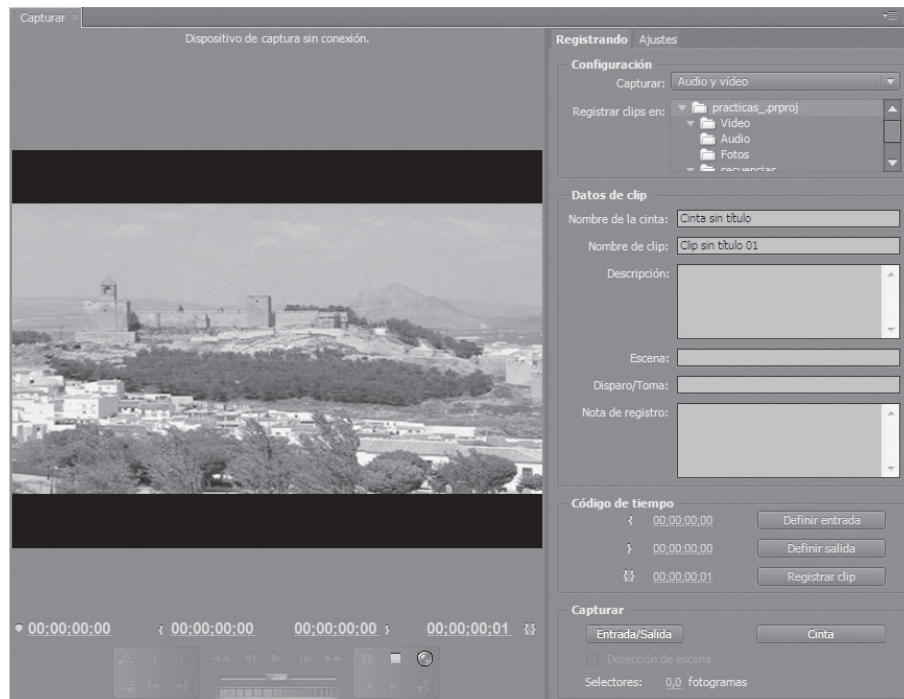 Capturar
Dispositivo de captura sin conexión.
Registrando Ajustes
Configuración
Capturar: Audio y vídeo
Registrar clips en: practicas_.prproj
Video
Audio
Fotos
secuencias
Datos de clip
Nombre de la cinta: Cinta sin título
Nombre de clip: Clip sin título 01
Descripción:
Escena:
Disparo/Toma:
Nota de registro:
Código de tiempo
00;00;00;00 Definir entrada
00;00;00;00 Definir salida
00;00;00;01 Registrar clip
00;00;00;00 00;00;00;00 00;00;00;00 00;00;00;01
Capturar
Entrada/Salida Cinta
Detección de escena
Selectores: 0,0 fotogramas